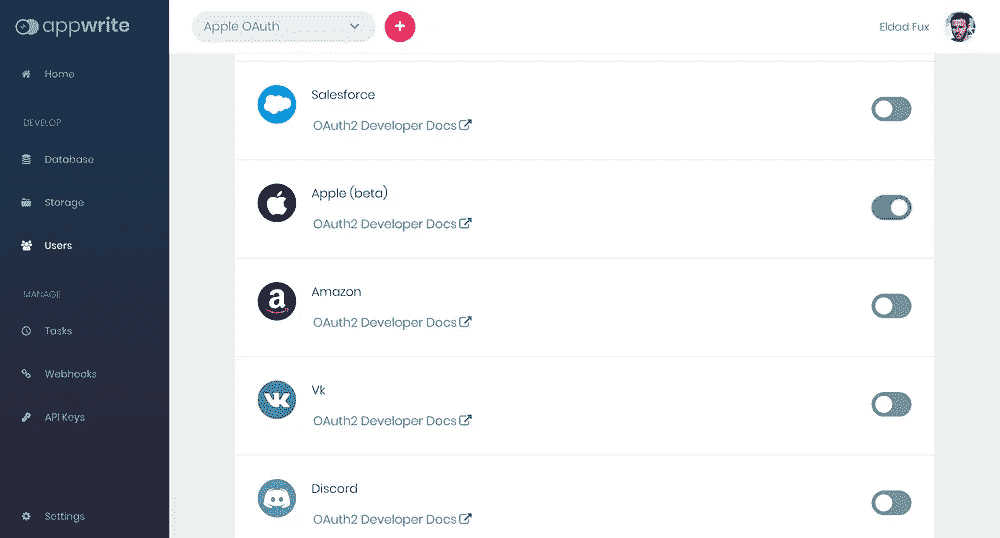 appwrite
Apple OAuth
+
Eldad Fux
Home
DEVELOP
Database
Storage
Users
MANAGE
Tasks
Webhooks
API Keys
Settings
Salesforce
OAuth2 Developer Docs
Apple (beta)
OAuth2 Developer Docs
Amazon
OAuth2 Developer Docs
Vk
OAuth2 Developer Docs
Discord
OAuth2 Developer Docs